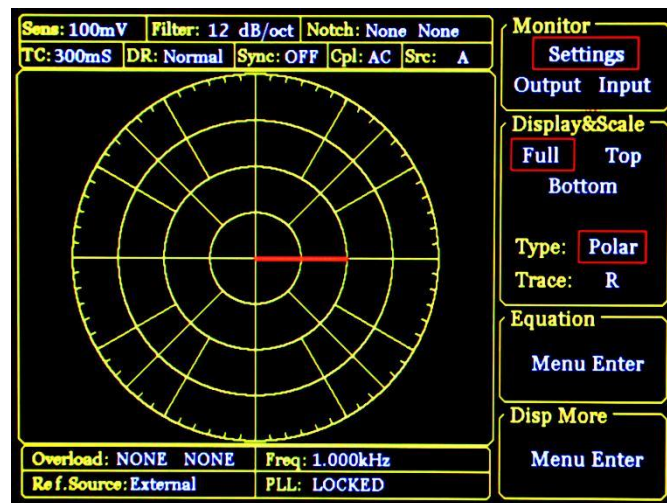 Sens: 100mV Filter: 12 dB/oct Notch: None None
TC: 300mS DR: Normal Sync: OFF Cpl: AC Src: A
Monitor
Settings
Output Input
Display&Scale
Full Top
Bottom
Type: Polar
Trace: R
Equation
Menu Enter
Disp More
Menu Enter
Overload: NONE NONE Freq: 1.000kHz
Ref.Source: External PLL: LOCKED